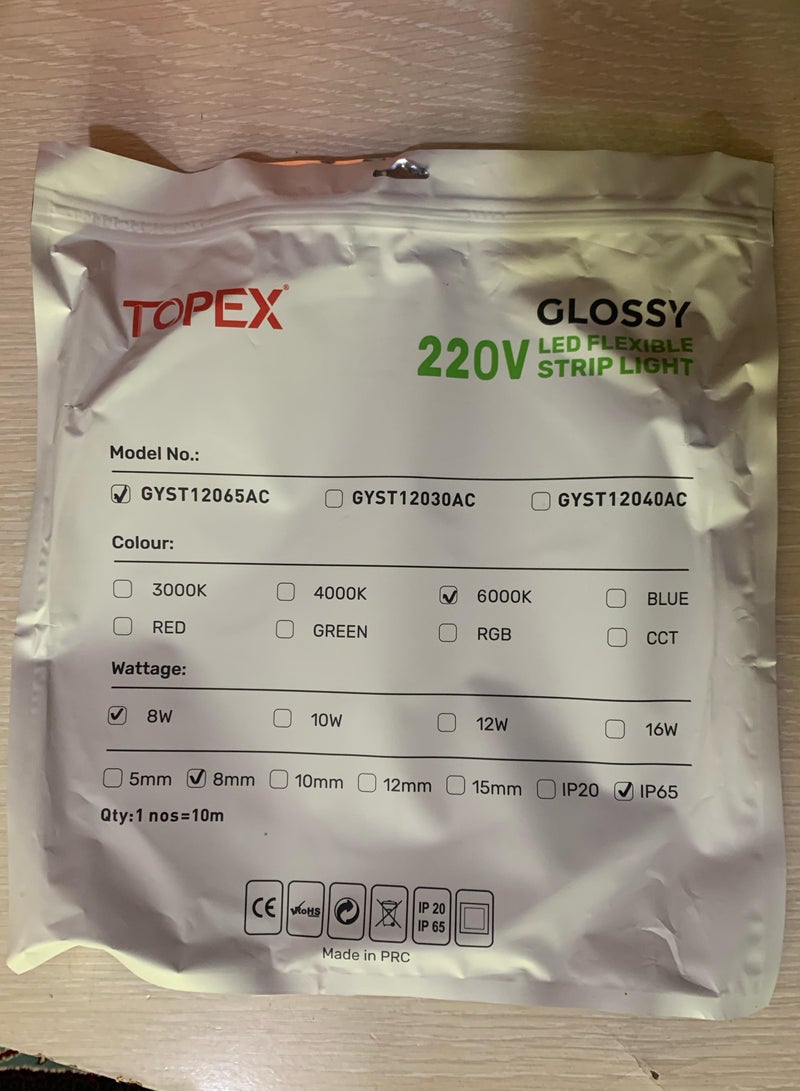 TOPEX®
GLOSSY
220V LED FLEXIBLE
STRIP LIGHT
Model No.:
GYST12065AC GYST12030AC GYST12040AC
Colour:
3000K 4000K 6000K BLUE
RED GREEN RGB CCT
Wattage:
8W 10W 12W 16W
5mm 8mm 10mm 12mm 15mm IP20 IP65
Qty:1 nos=10m
CE RoHS IP 20
IP 65
Made in PRC